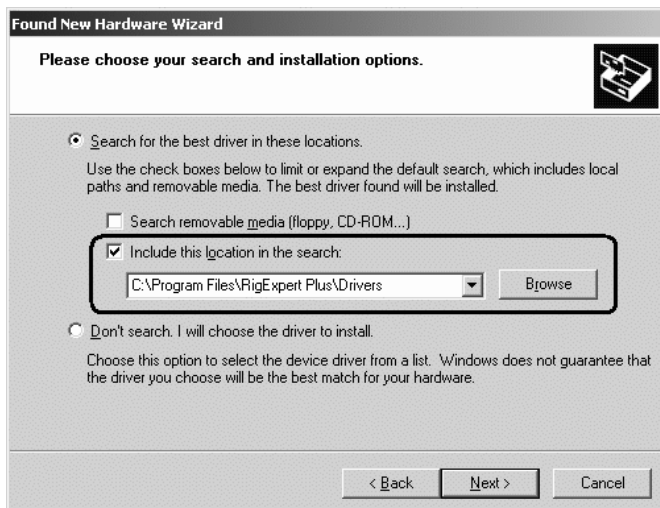 Found New Hardware Wizard
Please choose your search and installation options.
Search for the best driver in these locations.
Use the check boxes below to limit or expand the default search, which includes local
paths and removable media. The best driver found will be installed.
Search removable media (floppy, CD-ROM...)
Include this location in the search:
C:\Program Files\RigExpert Plus\Drivers
Browse
Don't search. I will choose the driver to install.
Choose this option to select the device driver from a list. Windows does not guarantee that
the driver you choose will be the best match for your hardware.
< Back Next > Cancel